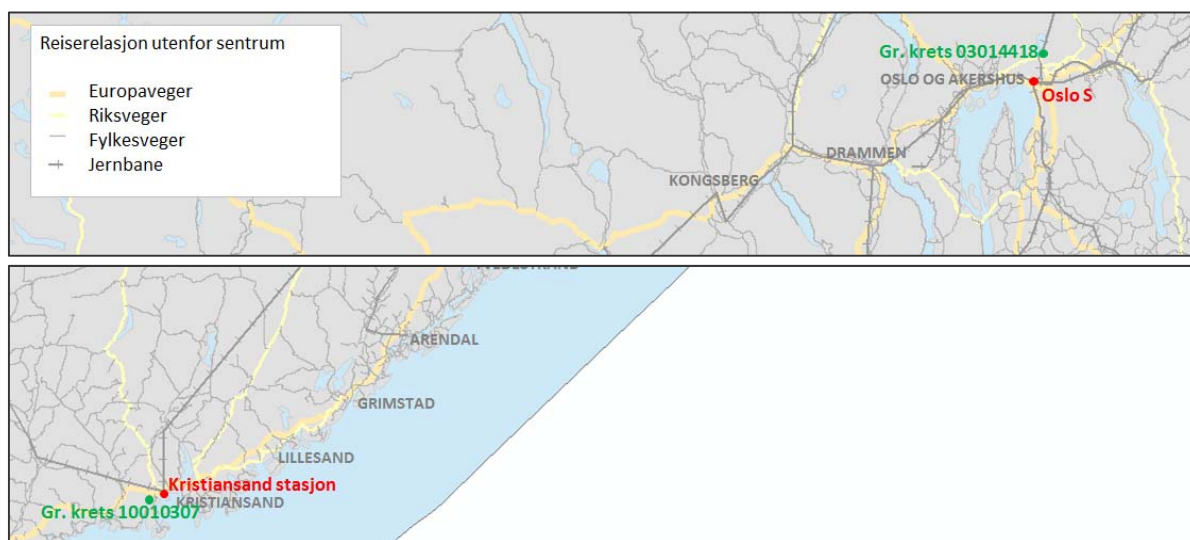 Reiserelasjon utenfor sentrum
Europaveger
Riksveger
Fylkesveger
Jernbane
Gr. krets 03014418
OSLO OG AKERSHUS
Oslo S
DRAMMEN
KONGSBERG
ARENDAL
GRIMSTAD
LILLESAND
Kristiansand stasjon
KRISTIANSAND
Gr. krets 10010307